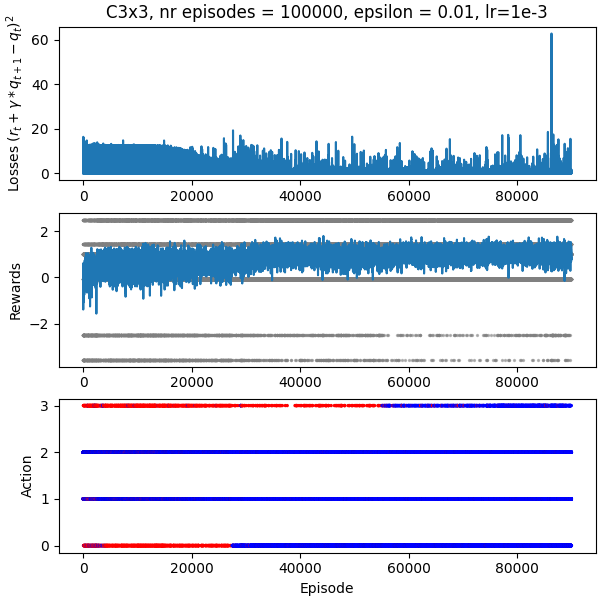 C3x3, nr episodes = 100000, epsilon = 0.01, lr=1e-3
Losses $(r_t + \gamma * q_{t+1} - q_t)^2$
60
40
20
0
0 20000 40000 60000 80000
Rewards
2
0
−2
0 20000 40000 60000 80000
Action
3
2
1
0
0 20000 40000 60000 80000
Episode